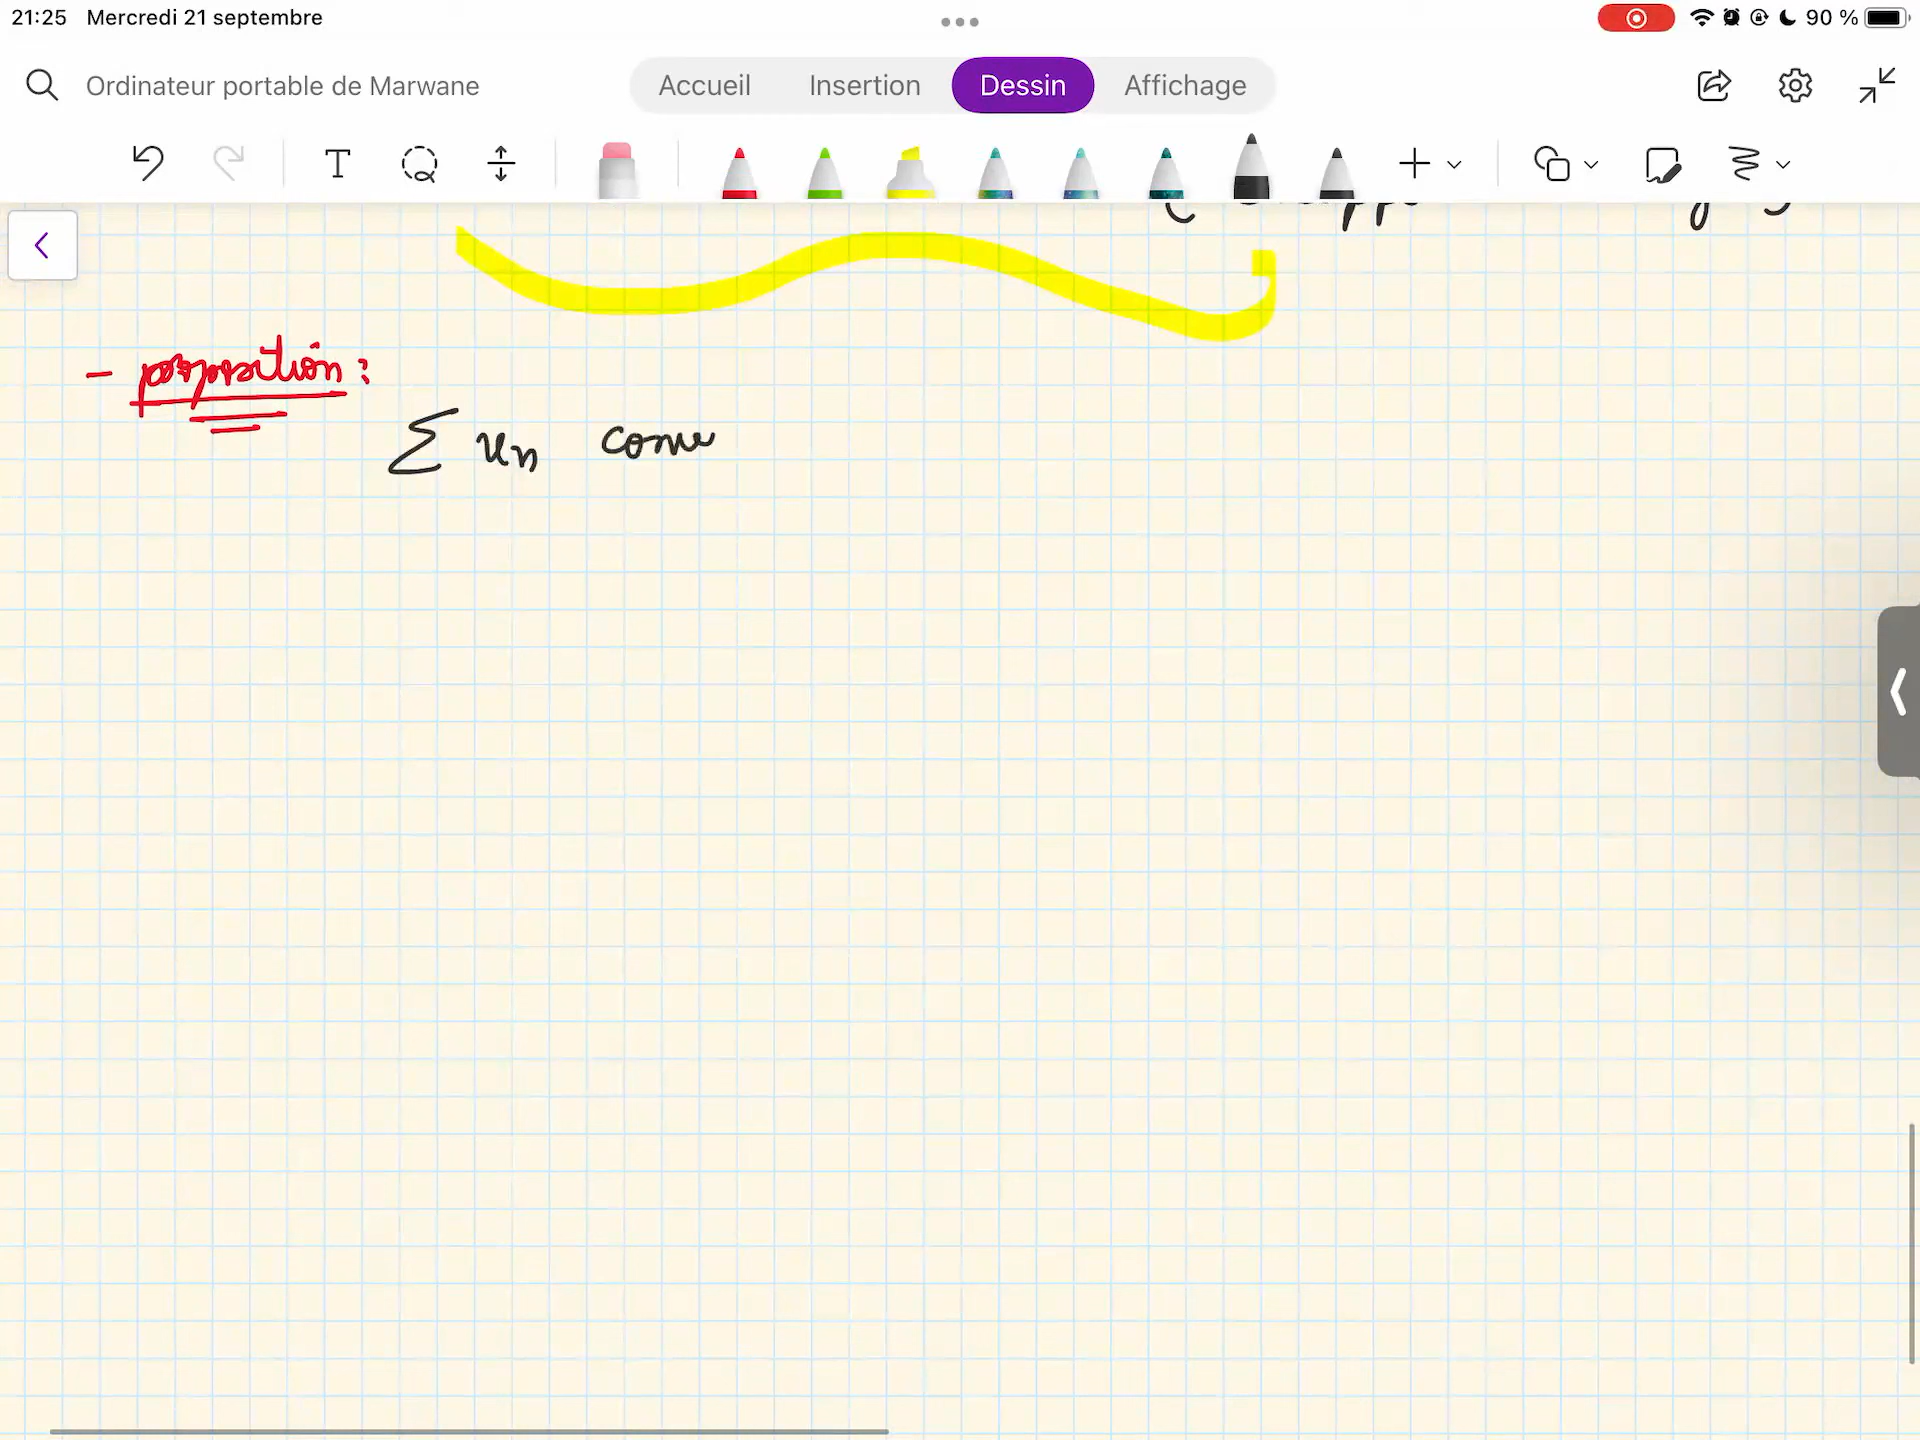 21:25 Mercredi 21 septembre 90 %
Ordinateur portable de Marwane Accueil Insertion Dessin Affichage
T
- proposition :
∑ un conv